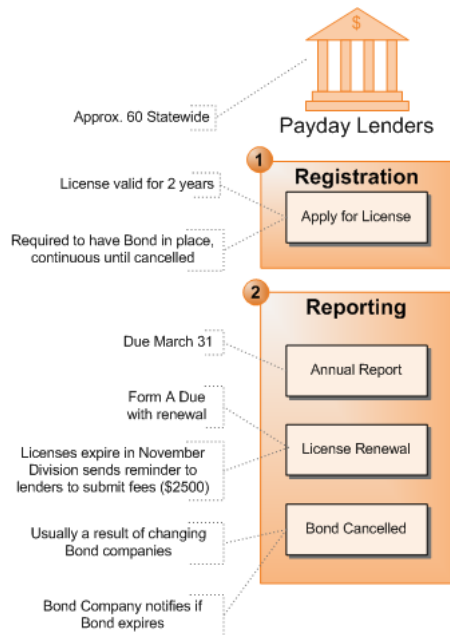 $
Approx. 60 Statewide
Payday Lenders
1
Registration
License valid for 2 years
Apply for License
Required to have Bond in place,
continuous until cancelled
2
Reporting
Due March 31
Annual Report
Form A Due
with renewal
License Renewal
Licenses expire in November
Division sends reminder to
lenders to submit fees ($2500)
Bond Cancelled
Usually a result of changing
Bond companies
Bond Company notifies if
Bond expires